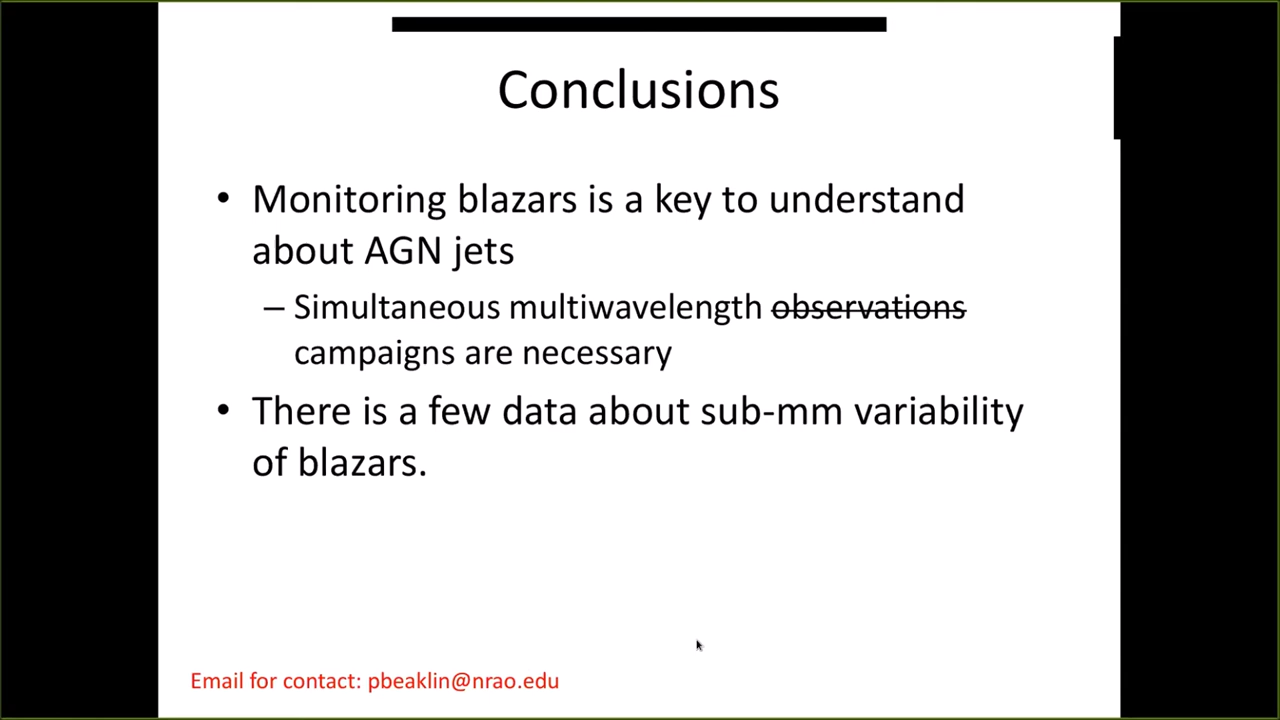 Conclusions
• Monitoring blazars is a key to understand
about AGN jets
– Simultaneous multiwavelength observations
campaigns are necessary
• There is a few data about sub-mm variability
of blazars.
Email for contact: pbeaklin@nrao.edu